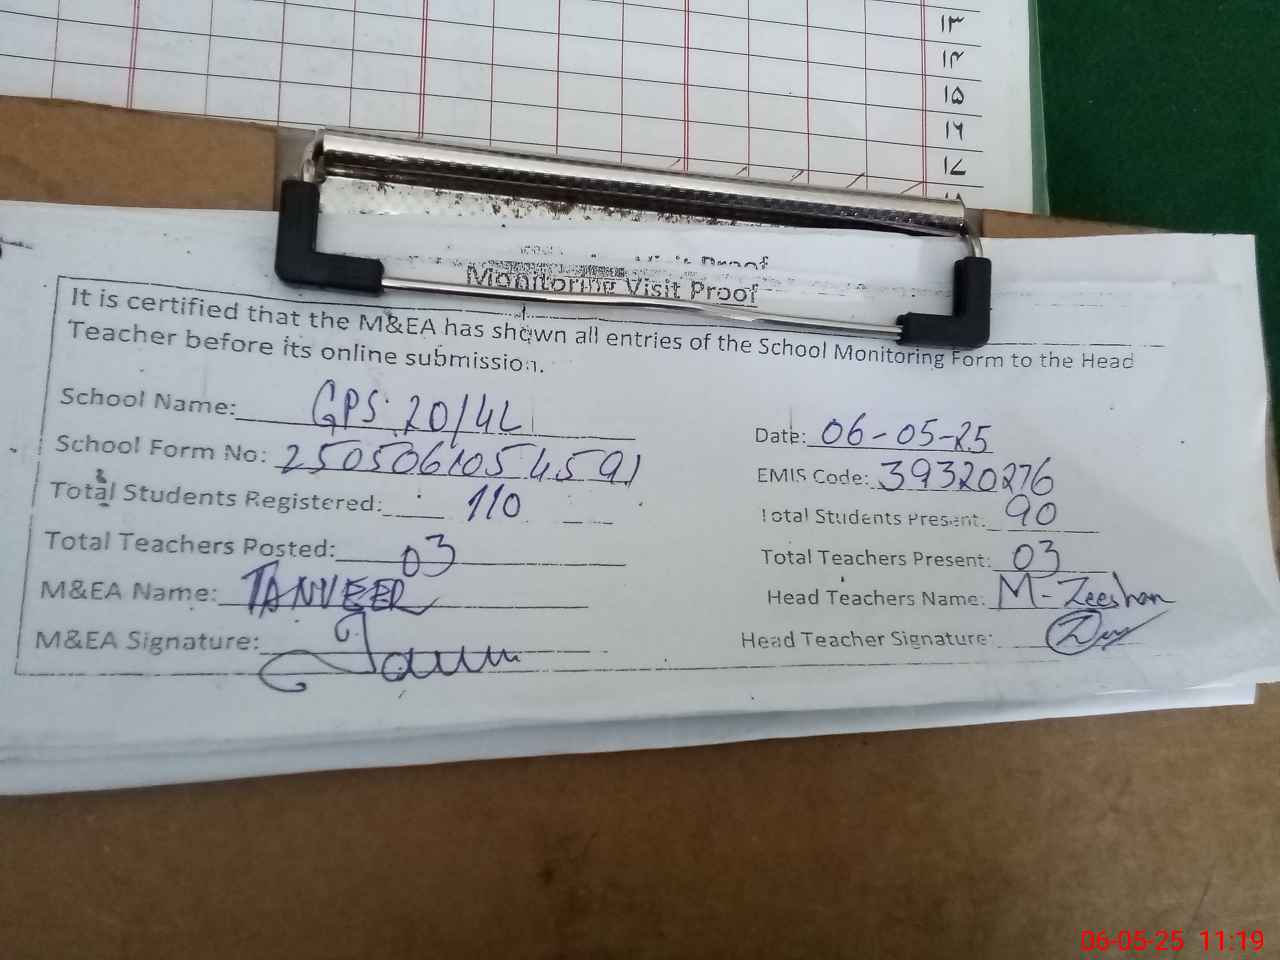 ۱۳
۱۴
۱۵
۱۶
۱۷
Visit Proof
Monitoring Visit Proof
It is certified that the M&EA has shown all entries of the School Monitoring Form to the Head
Teacher before its online submission.
School Name: GPS 20/4L
Date: 06-05-25
School Form No: 2505061054591
EMIS Code: 39320276
Total Students Registered: 110
Total Students Present: 90
Total Teachers Posted: 03
Total Teachers Present: 03
M&EA Name: TANVEER
Head Teachers Name: M-Zeeshan
M&EA Signature:
Head Teacher Signature:
06-05-25 11:19